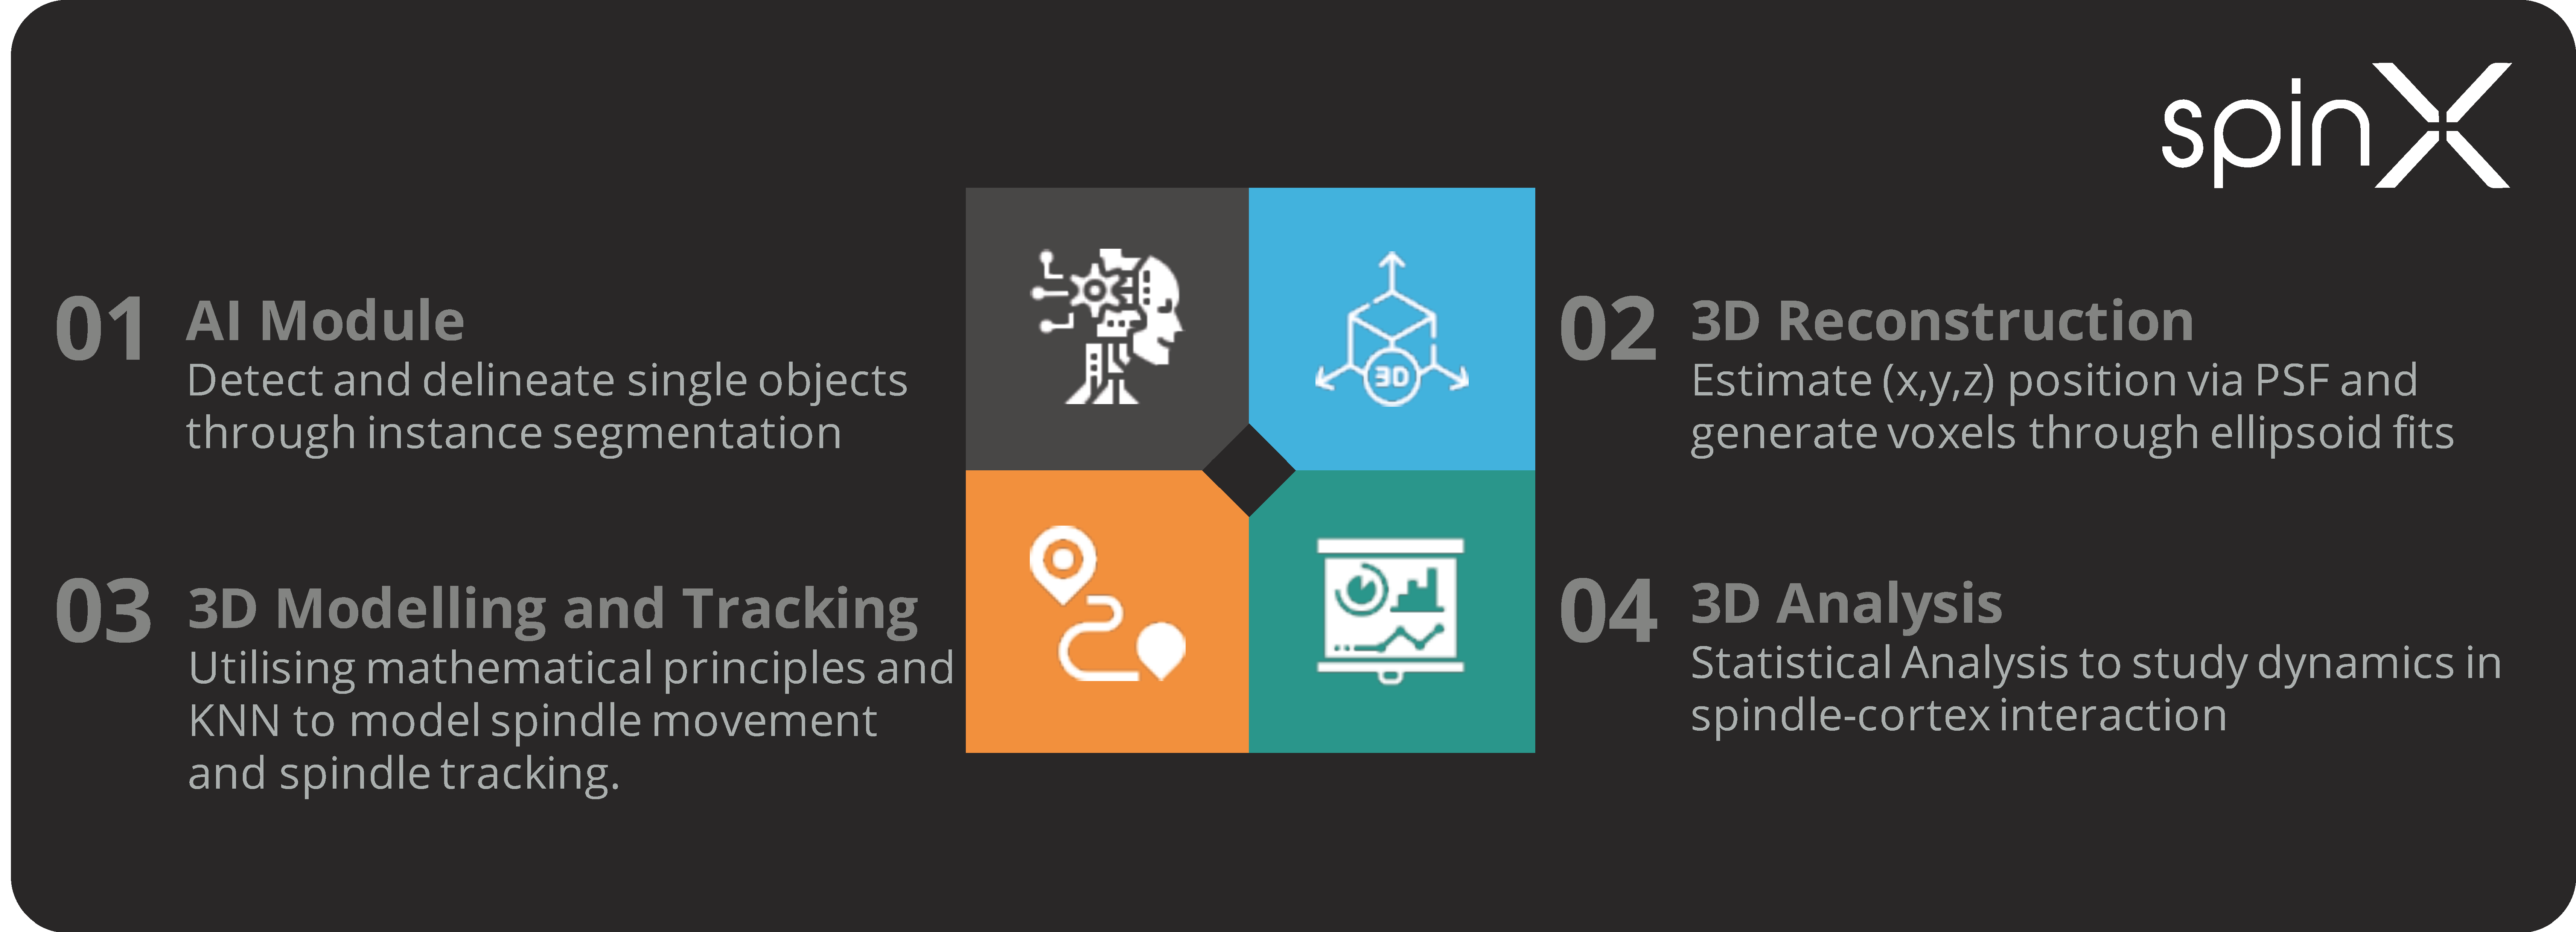 spinX
01
AI Module
Detect and delineate single objects
through instance segmentation
3D
02
3D Reconstruction
Estimate (x,y,z) position via PSF and
generate voxels through ellipsoid fits
03
3D Modelling and Tracking
Utilising mathematical principles and
KNN to model spindle movement
and spindle tracking.
04
3D Analysis
Statistical Analysis to study dynamics in
spindle-cortex interaction